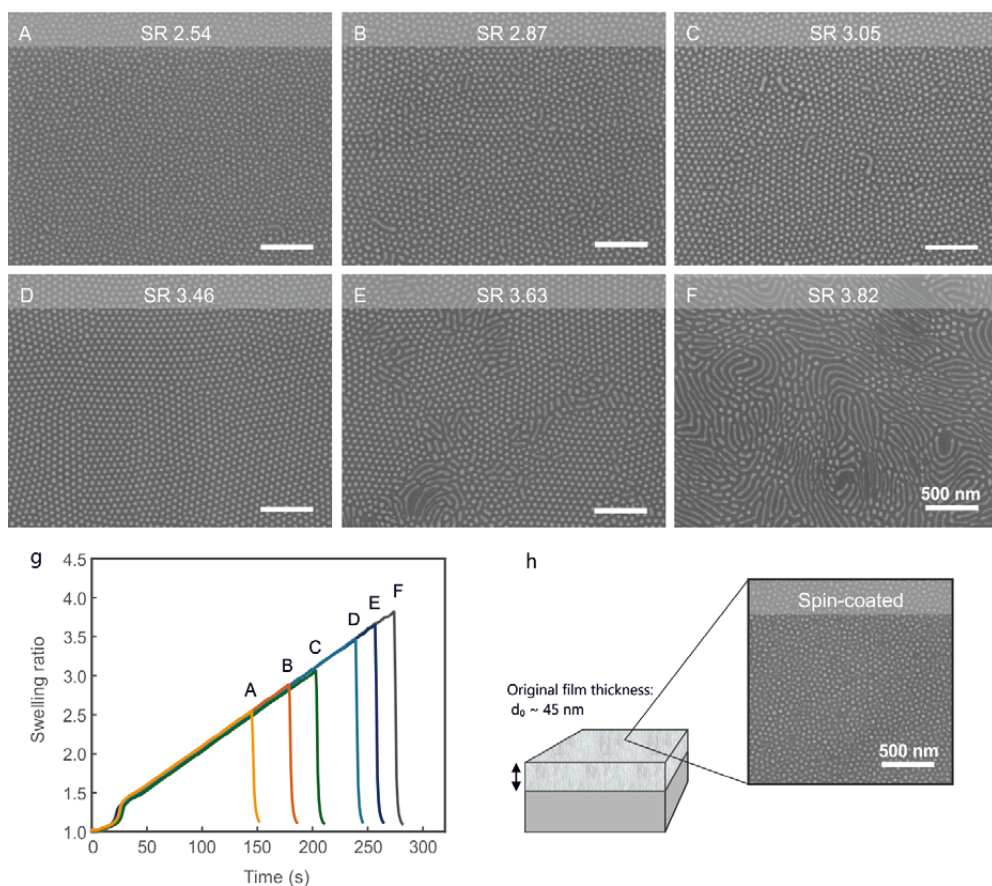 A
SR 2.54
B
SR 2.87
C
SR 3.05
D
SR 3.46
E
SR 3.63
F
SR 3.82
500 nm
g
4.5
4.0
3.5
3.0
2.5
2.0
1.5
1.0
Swelling ratio
A
B
C
D
E
F
0
50
100
150
200
250
300
Time (s)
h
Original film thickness:
d₀ ~ 45 nm
Spin-coated
500 nm